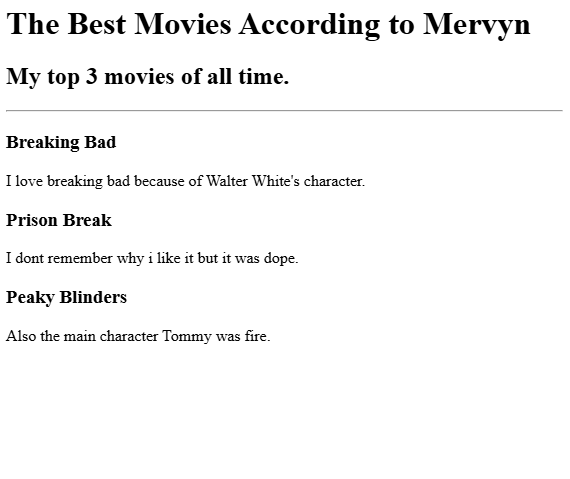 The Best Movies According to Mervyn
My top 3 movies of all time.
Breaking Bad
I love breaking bad because of Walter White's character.
Prison Break
I dont remember why i like it but it was dope.
Peaky Blinders
Also the main character Tommy was fire.